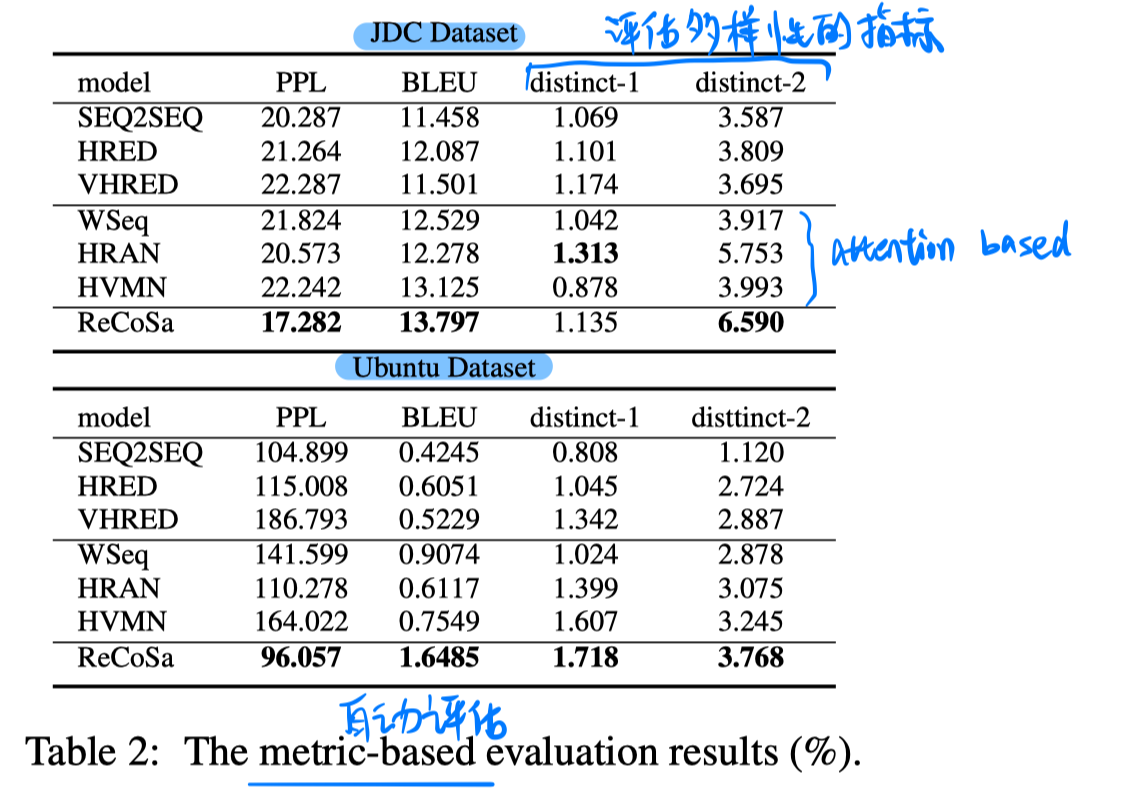 JDC Dataset 评估多样性的指标
model PPL BLEU distinct-1 distinct-2
SEQ2SEQ 20.287 11.458 1.069 3.587
HRED 21.264 12.087 1.101 3.809
VHRED 22.287 11.501 1.174 3.695
WSeq 21.824 12.529 1.042 3.917
HRAN 20.573 12.278 1.313 5.753 attention based
HVMN 22.242 13.125 0.878 3.993
ReCoSa 17.282 13.797 1.135 6.590
Ubuntu Dataset
model PPL BLEU distinct-1 disttinct-2
SEQ2SEQ 104.899 0.4245 0.808 1.120
HRED 115.008 0.6051 1.045 2.724
VHRED 186.793 0.5229 1.342 2.887
WSeq 141.599 0.9074 1.024 2.878
HRAN 110.278 0.6117 1.399 3.075
HVMN 164.022 0.7549 1.607 3.245
ReCoSa 96.057 1.6485 1.718 3.768
自动评估
Table 2: The metric-based evaluation results (%).